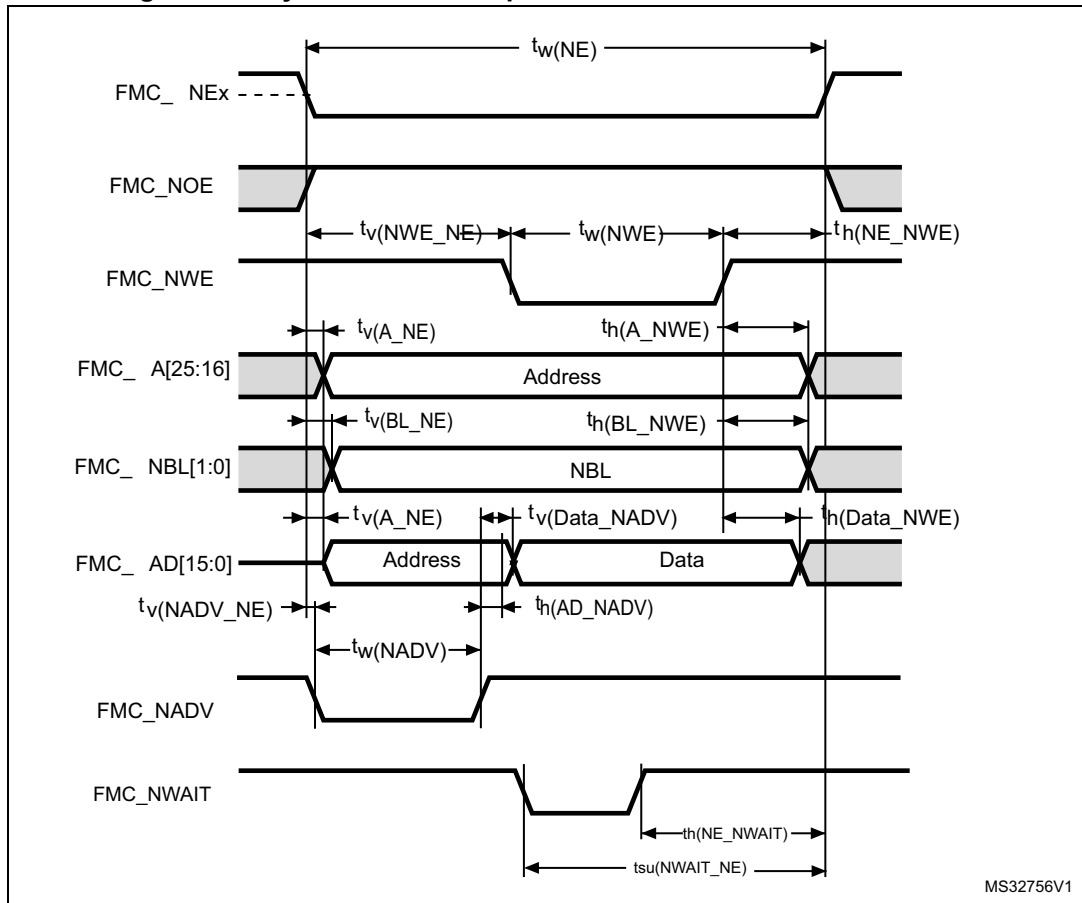 tw(NE)
FMC_ NEx
FMC_NOE
tv(NWE_NE) tw(NWE) th(NE_NWE)
FMC_NWE
tv(A_NE) th(A_NWE)
FMC_ A[25:16] Address
tv(BL_NE) th(BL_NWE)
FMC_ NBL[1:0] NBL
tv(A_NE) tv(Data_NADV) th(Data_NWE)
FMC_ AD[15:0] Address Data
tv(NADV_NE) th(AD_NADV)
tw(NADV)
FMC_NADV
FMC_NWAIT
th(NE_NWAIT)
tsu(NWAIT_NE)
MS32756V1